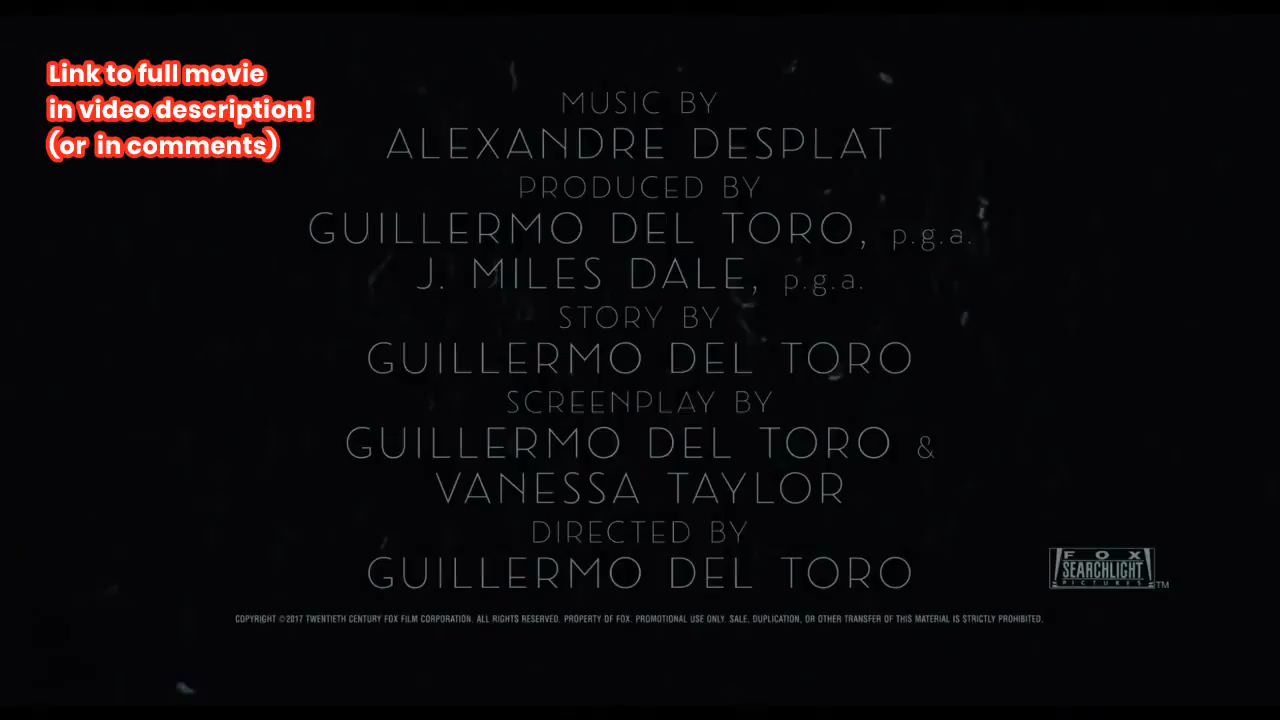 Link to full movie
in video description!
(or in comments)
MUSIC BY
ALEXANDRE DESPLAT
PRODUCED BY
GUILLERMO DEL TORO, p.g.a.
J. MILES DALE, p.g.a.
STORY BY
GUILLERMO DEL TORO
SCREENPLAY BY
GUILLERMO DEL TORO &
VANESSA TAYLOR
DIRECTED BY
GUILLERMO DEL TORO
FOX
SEARCHLIGHT
PICTURES
TM
COPYRIGHT ©2017 TWENTIETH CENTURY FOX FILM CORPORATION. ALL RIGHTS RESERVED. PROPERTY OF FOX. PROMOTIONAL USE ONLY. SALE, DUPLICATION, OR OTHER TRANSFER OF THIS MATERIAL IS STRICTLY PROHIBITED.